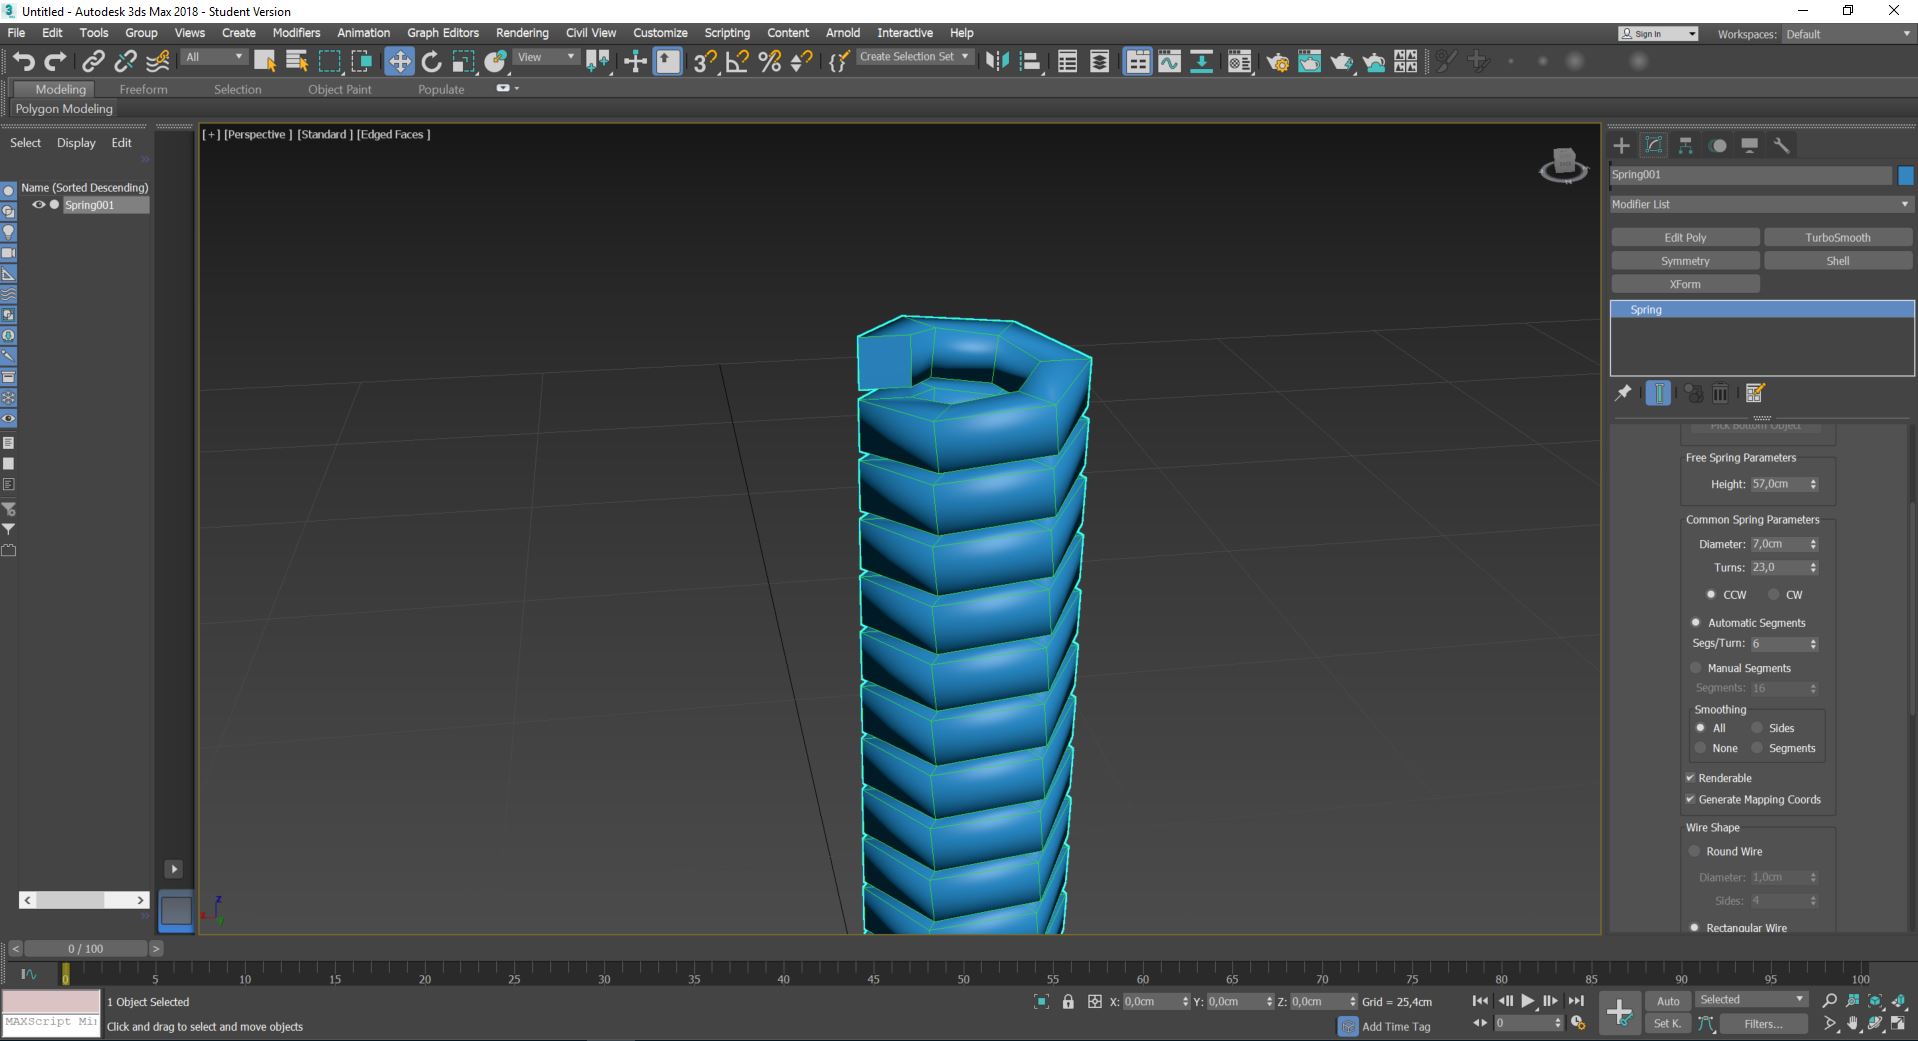 Untitled - Autodesk 3ds Max 2018 - Student Version
File Edit Tools Group Views Create Modifiers Animation Graph Editors Rendering Civil View Customize Scripting Content Arnold Interactive Help
Sign In
Workspaces: Default
All
View
Create Selection Set
Modeling Freeform Selection Object Paint Populate
Polygon Modeling
[+] [Perspective ] [Standard ] [Edged Faces ]
Select Display Edit
Name (Sorted Descending)
Spring001
Spring001
Modifier List
Edit Poly TurboSmooth
Symmetry Shell
XForm
Spring
Pick Bottom Object
Free Spring Parameters
Height: 57,0cm
Common Spring Parameters
Diameter: 7,0cm
Turns: 23,0
CCW CW
Automatic Segments
Segs/Turn: 6
Manual Segments
Segments: 16
Smoothing
All Sides
None Segments
Renderable
Generate Mapping Coords
Wire Shape
Round Wire
Diameter: 1,0cm
Sides: 4
Rectangular Wire
0 / 100
0 5 10 15 20 25 30 35 40 45 50 55 60 65 70 75 80 85 90 95 100
1 Object Selected
X: 0,0cm Y: 0,0cm Z: 0,0cm Grid = 25,4cm
Auto Selected
MAXScript Mi
Click and drag to select and move objects
Add Time Tag
0
Set K. Filters...